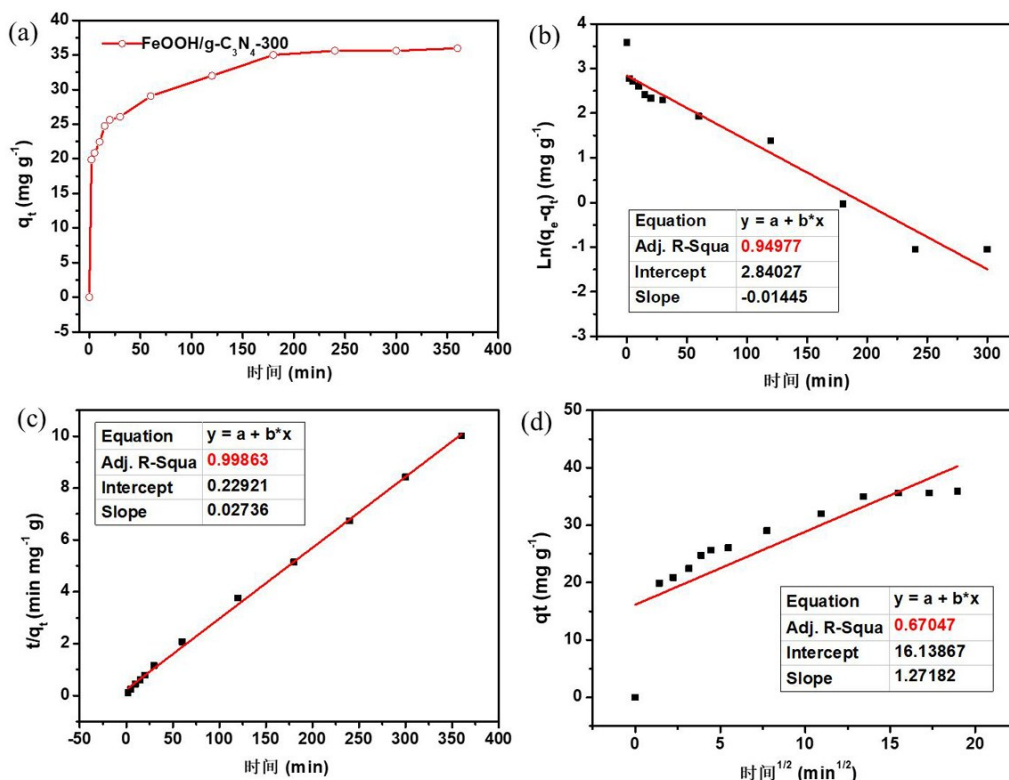 (a)
FeOOH/g-C₃N₄-300
40
35
30
25
20
15
10
5
0
-5
qₜ (mg g⁻¹)
0 50 100 150 200 250 300 350 400
时间 (min)
(b)
4
3
2
1
0
-1
-2
-3
Ln(qₑ-qₜ) (mg g⁻¹)
Equation y = a + b*x
Adj. R-Squa 0.94977
Intercept 2.84027
Slope -0.01445
0 50 100 150 200 250 300
时间 (min)
(c)
10
8
6
4
2
0
t/qₜ (min mg⁻¹ g)
Equation y = a + b*x
Adj. R-Squa 0.99863
Intercept 0.22921
Slope 0.02736
-50 0 50 100 150 200 250 300 350 400
时间 (min)
(d)
50
40
30
20
10
0
qt (mg g⁻¹)
Equation y = a + b*x
Adj. R-Squa 0.67047
Intercept 16.13867
Slope 1.27182
0 5 10 15 20
时间¹/² (min¹/²)